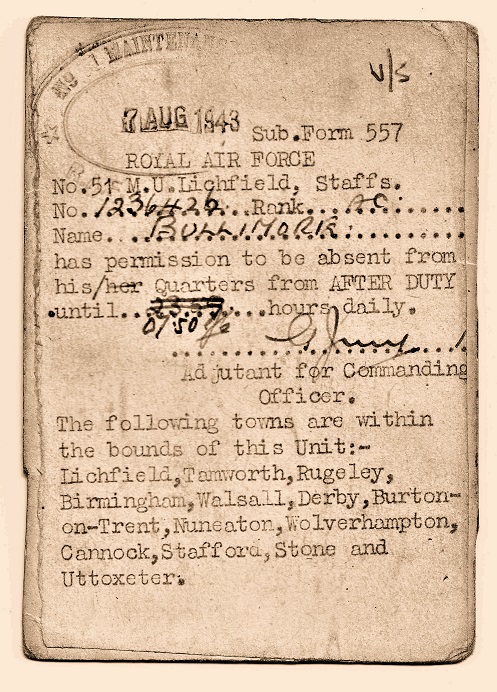 No 1 MAINTENANCE
V/S
7 AUG 1943
Sub.Form 557
ROYAL AIR FORCE
No.51 M.U.Lichfield, Staffs.
No. 1236426 Rank... AC:......
Name... BULLIMORE:........
has permission to be absent from
his/her Quarters from AFTER DUTY
until...23.59...hours daily.
01/50
Adjutant for Commanding
Officer.
The following towns are within
the bounds of this Unit:-
Lichfield,Tamworth,Rugeley,
Birmingham,Walsall,Derby,Burton-
on-Trent,Nuneaton,Wolverhampton,
Cannock,Stafford,Stone and
Uttoxeter.